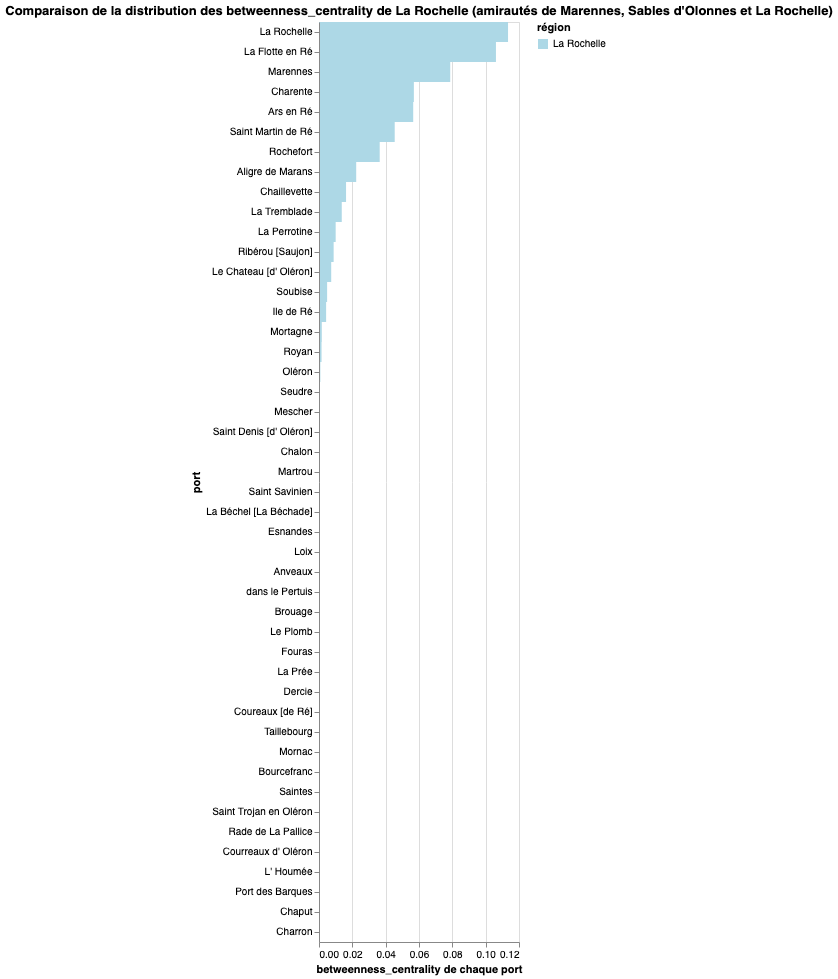 Comparaison de la distribution des betweenness_centrality de La Rochelle (amirautés de Marennes, Sables d'Olonnes et La Rochelle)
région
La Rochelle
La Rochelle
La Flotte en Ré
Marennes
Charente
Ars en Ré
Saint Martin de Ré
Rochefort
Aligre de Marans
Chaillevette
La Tremblade
La Perrotine
Ribérou [Saujon]
Le Chateau [d' Oléron]
Soubise
Ile de Ré
Mortagne
Royan
Oléron
Seudre
Mescher
Saint Denis [d' Oléron]
Chalon
Martrou
Saint Savinien
La Bèchel [La Béchade]
Esnandes
Loix
Anveaux
dans le Pertuis
Brouage
Le Plomb
Fouras
La Prée
Dercie
Coureaux [de Ré]
Taillebourg
Mornac
Bourcefranc
Saintes
Saint Trojan en Oléron
Rade de La Pallice
Courreaux d' Oléron
L' Houmée
Port des Barques
Chaput
Charron
port
0.00 0.02 0.04 0.06 0.08 0.10 0.12
betweenness_centrality de chaque port